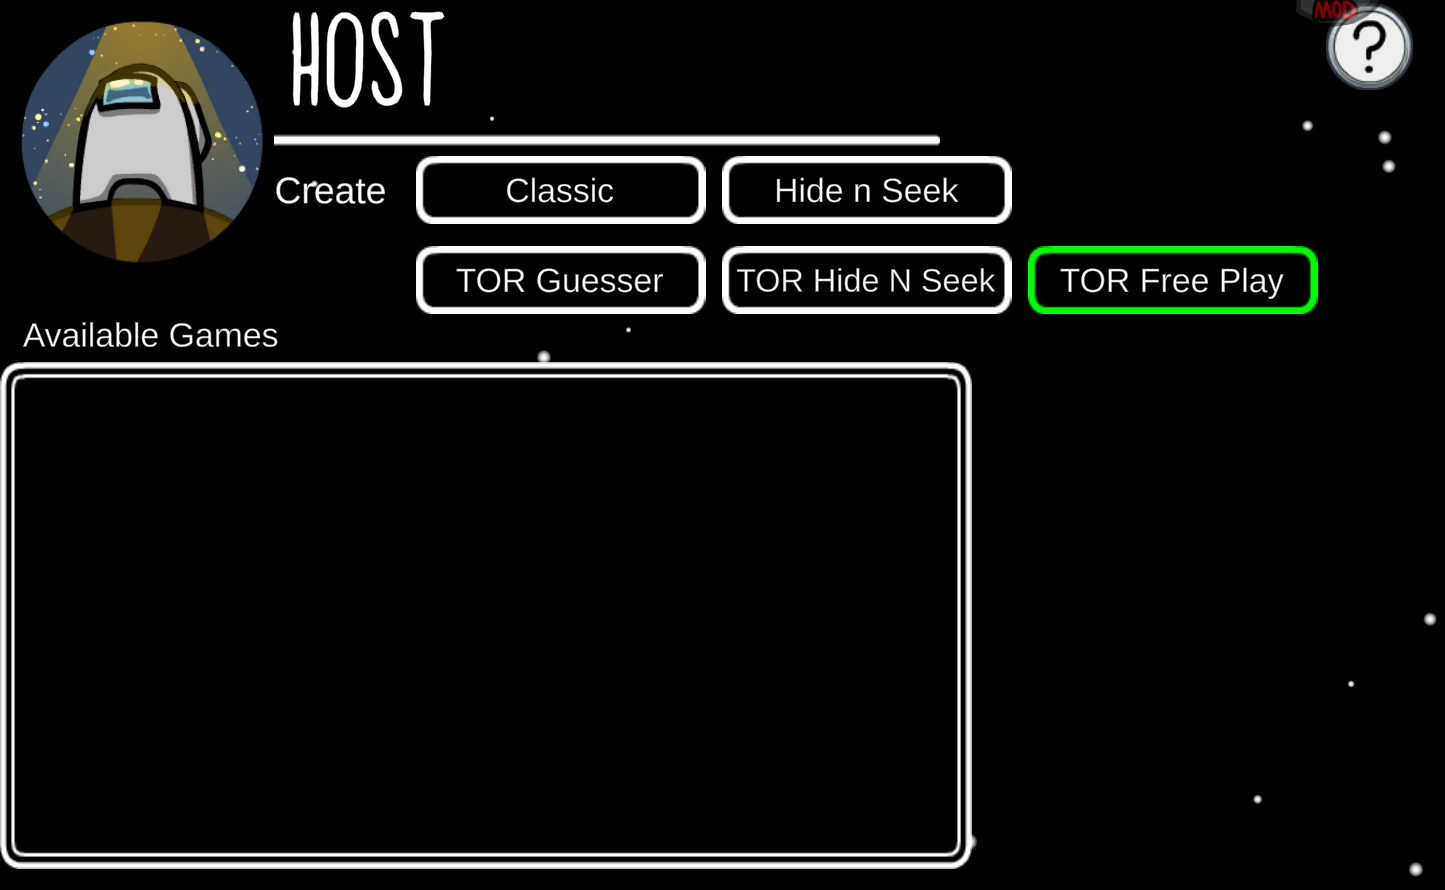 MOD
HOST
?
Create
Classic
Hide n Seek
TOR Guesser
TOR Hide N Seek
TOR Free Play
Available Games